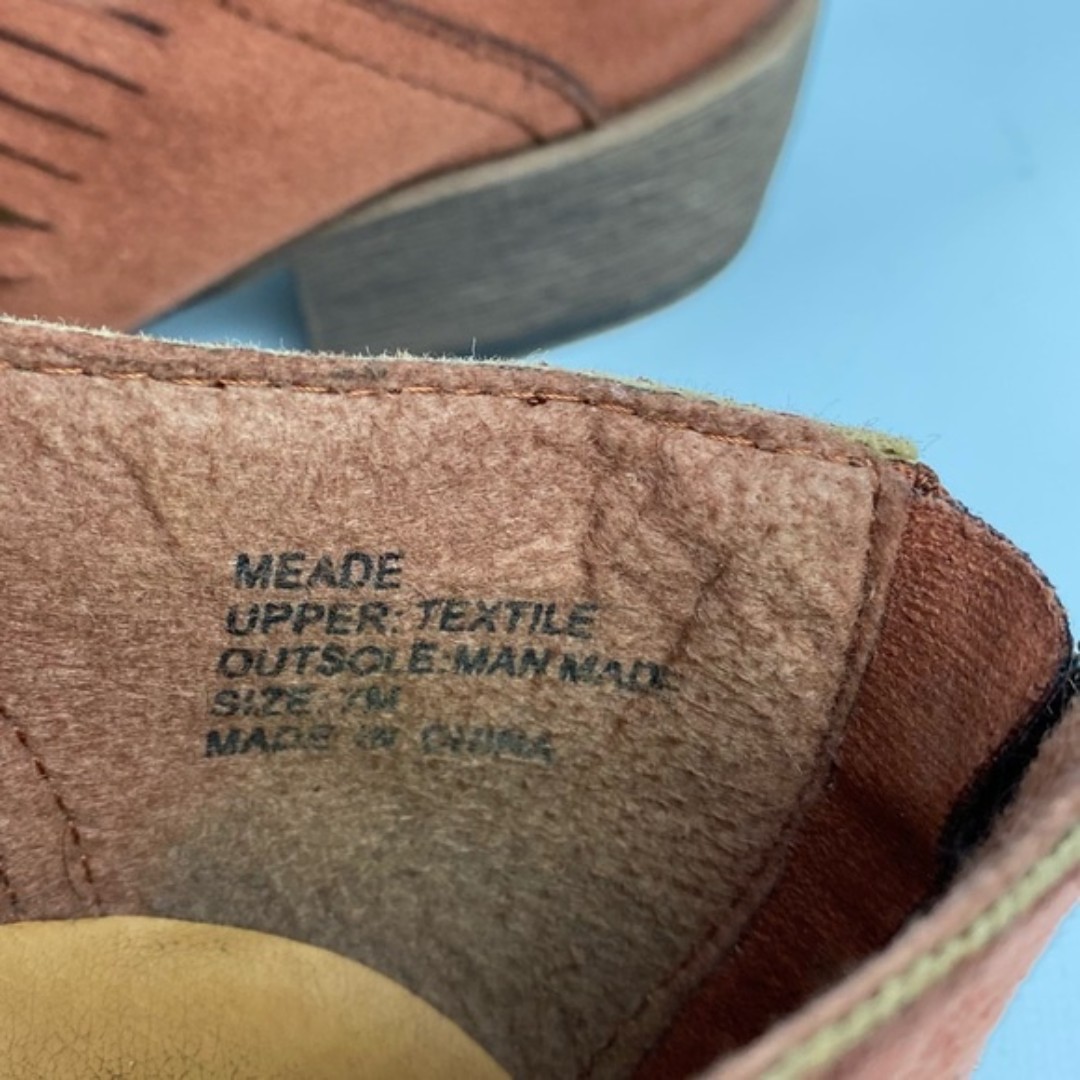 MEADE
UPPER: TEXTILE
OUTSOLE: MAN MADE
SIZE: 7M
MADE IN CHINA